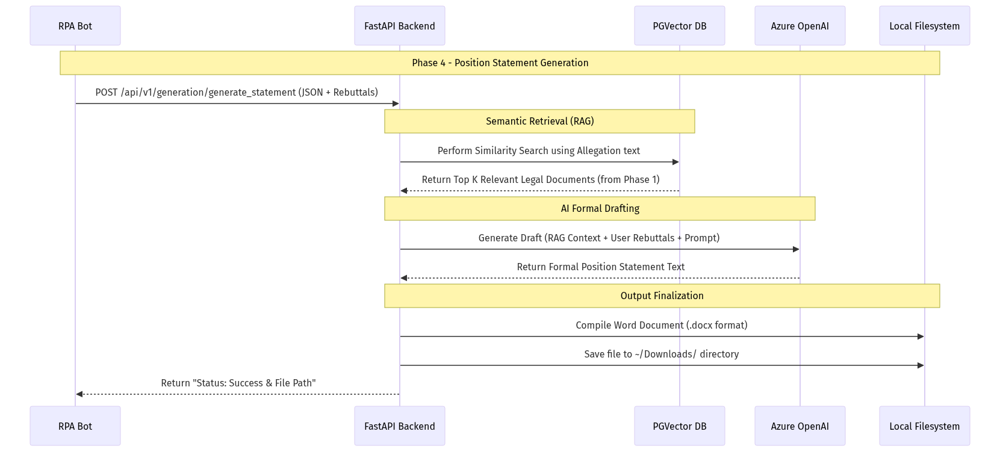 RPA Bot
FastAPI Backend
PGVector DB
Azure OpenAI
Local Filesystem
Phase 4 - Position Statement Generation
POST /api/v1/generation/generate_statement (JSON + Rebuttals)
Semantic Retrieval (RAG)
Perform Similarity Search using Allegation text
Return Top K Relevant Legal Documents (from Phase 1)
AI Formal Drafting
Generate Draft (RAG Context + User Rebuttals + Prompt)
Return Formal Position Statement Text
Output Finalization
Compile Word Document (.docx format)
Save file to ~/Downloads/ directory
Return "Status: Success & File Path"
RPA Bot
FastAPI Backend
PGVector DB
Azure OpenAI
Local Filesystem